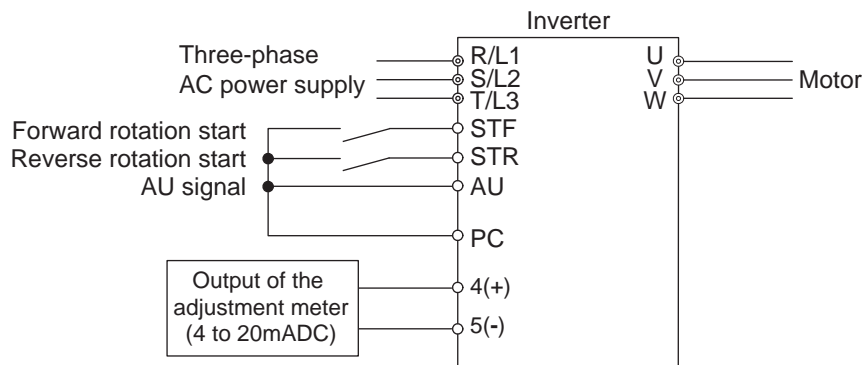 Inverter
Three-phase
AC power supply
R/L1
S/L2
T/L3
U
V
W
Motor
Forward rotation start
STF
Reverse rotation start
STR
AU signal
AU
PC
Output of the
adjustment meter
(4 to 20mADC)
4(+)
5(-)